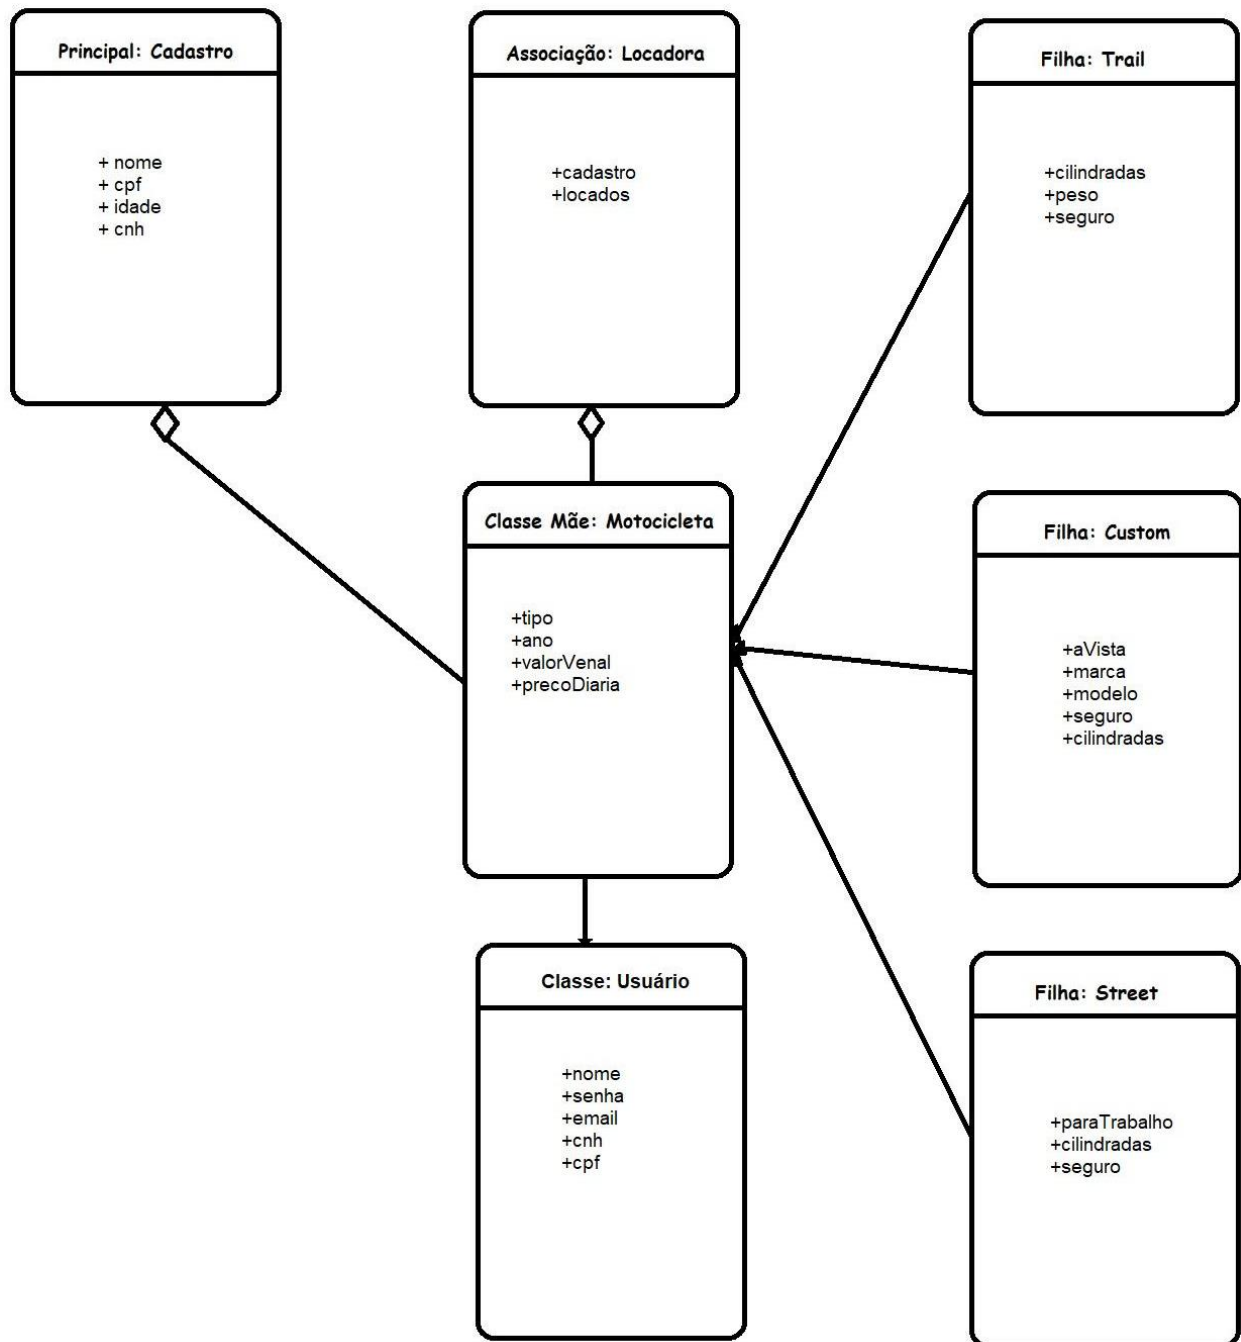 Principal: Cadastro
+ nome
+ cpf
+ idade
+ cnh
Associação: Locadora
+cadastro
+locados
Filha: Trail
+cilindradas
+peso
+seguro
Classe Mãe: Motocicleta
+tipo
+ano
+valorVenal
+precoDiaria
Filha: Custom
+aVista
+marca
+modelo
+seguro
+cilindradas
Classe: Usuário
+nome
+senha
+email
+cnh
+cpf
Filha: Street
+paraTrabalho
+cilindradas
+seguro